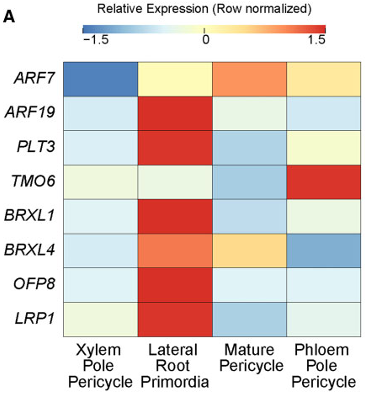 A
Relative Expression (Row normalized)
−1.5 0 1.5
ARF7
ARF19
PLT3
TMO6
BRXL1
BRXL4
OFP8
LRP1
Xylem Pole Pericycle
Lateral Root Primordia
Mature Pericycle
Phloem Pole Pericycle